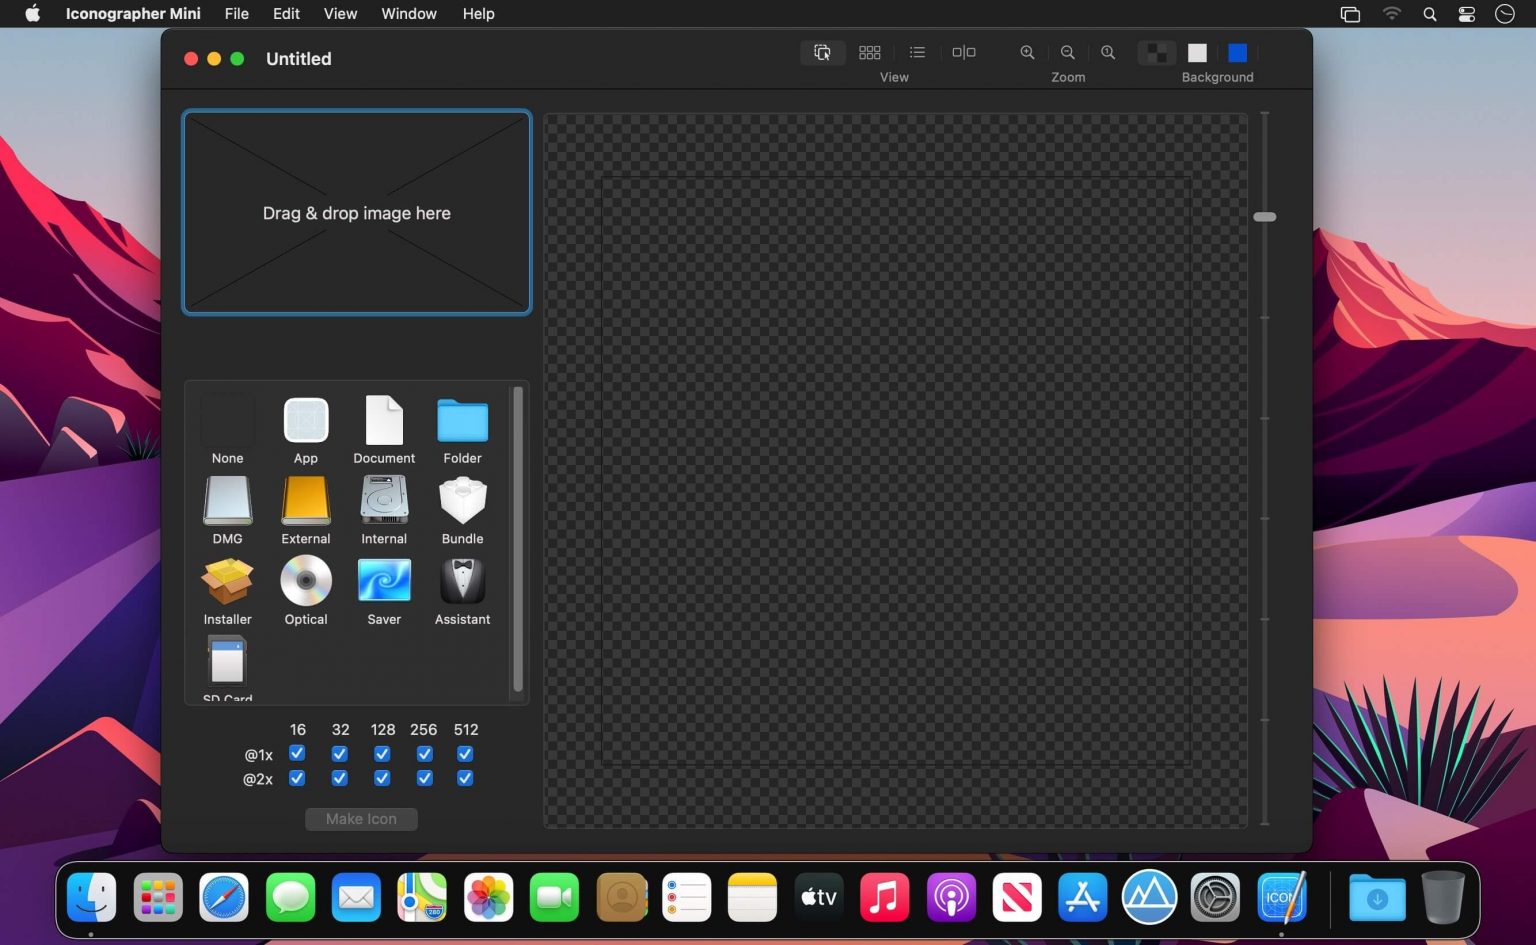 Iconographer Mini File Edit View Window Help
Untitled
View Zoom Background
Drag & drop image here
None App Document Folder
DMG External Internal Bundle
Installer Optical Saver Assistant
SD Card
16 32 128 256 512
@1x
@2x
Make Icon
280
tv
ICON